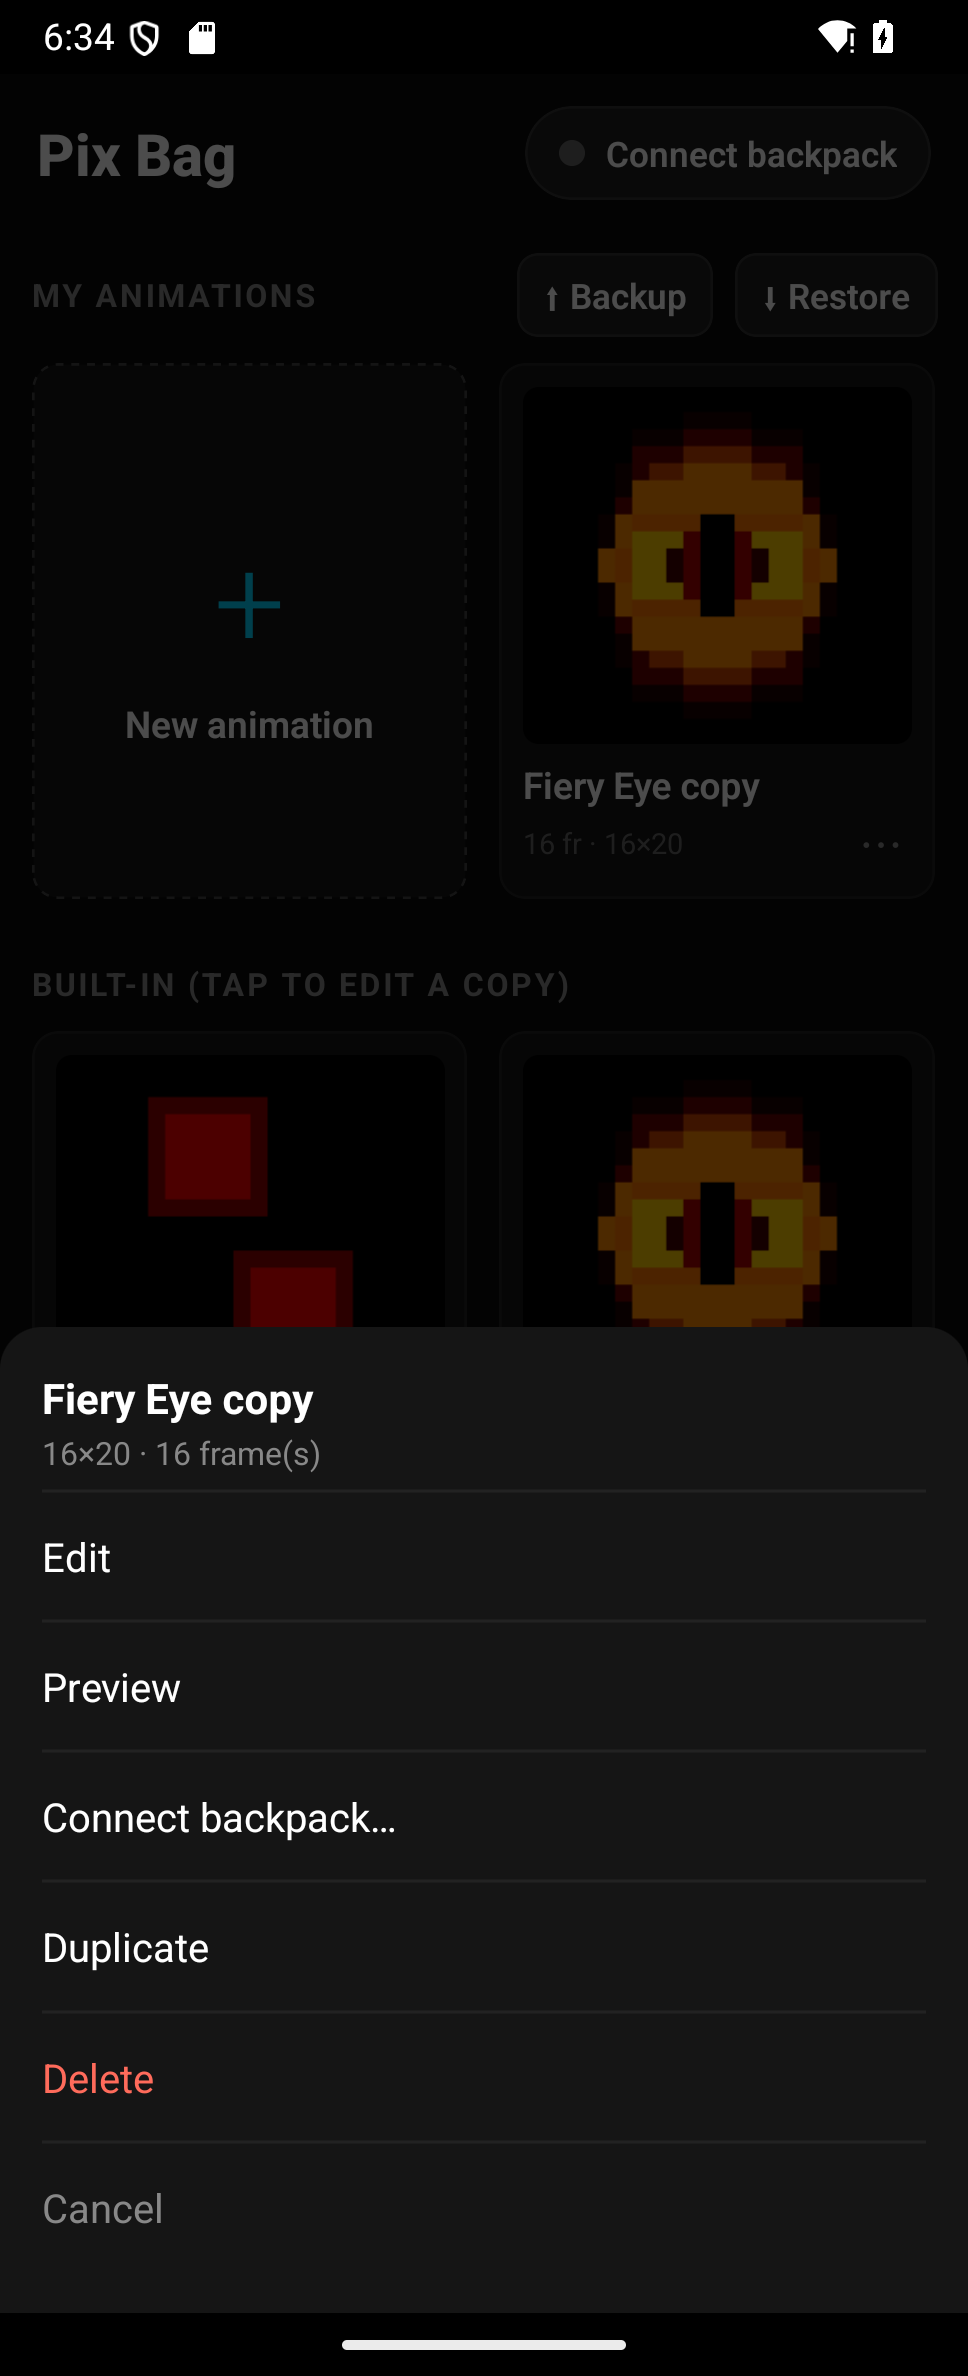 6:34
Pix Bag
Connect backpack
MY ANIMATIONS
↑ Backup
↓ Restore
+
New animation
Fiery Eye copy
16 fr · 16×20
...
BUILT-IN (TAP TO EDIT A COPY)
Fiery Eye copy
16×20 · 16 frame(s)
Edit
Preview
Connect backpack…
Duplicate
Delete
Cancel